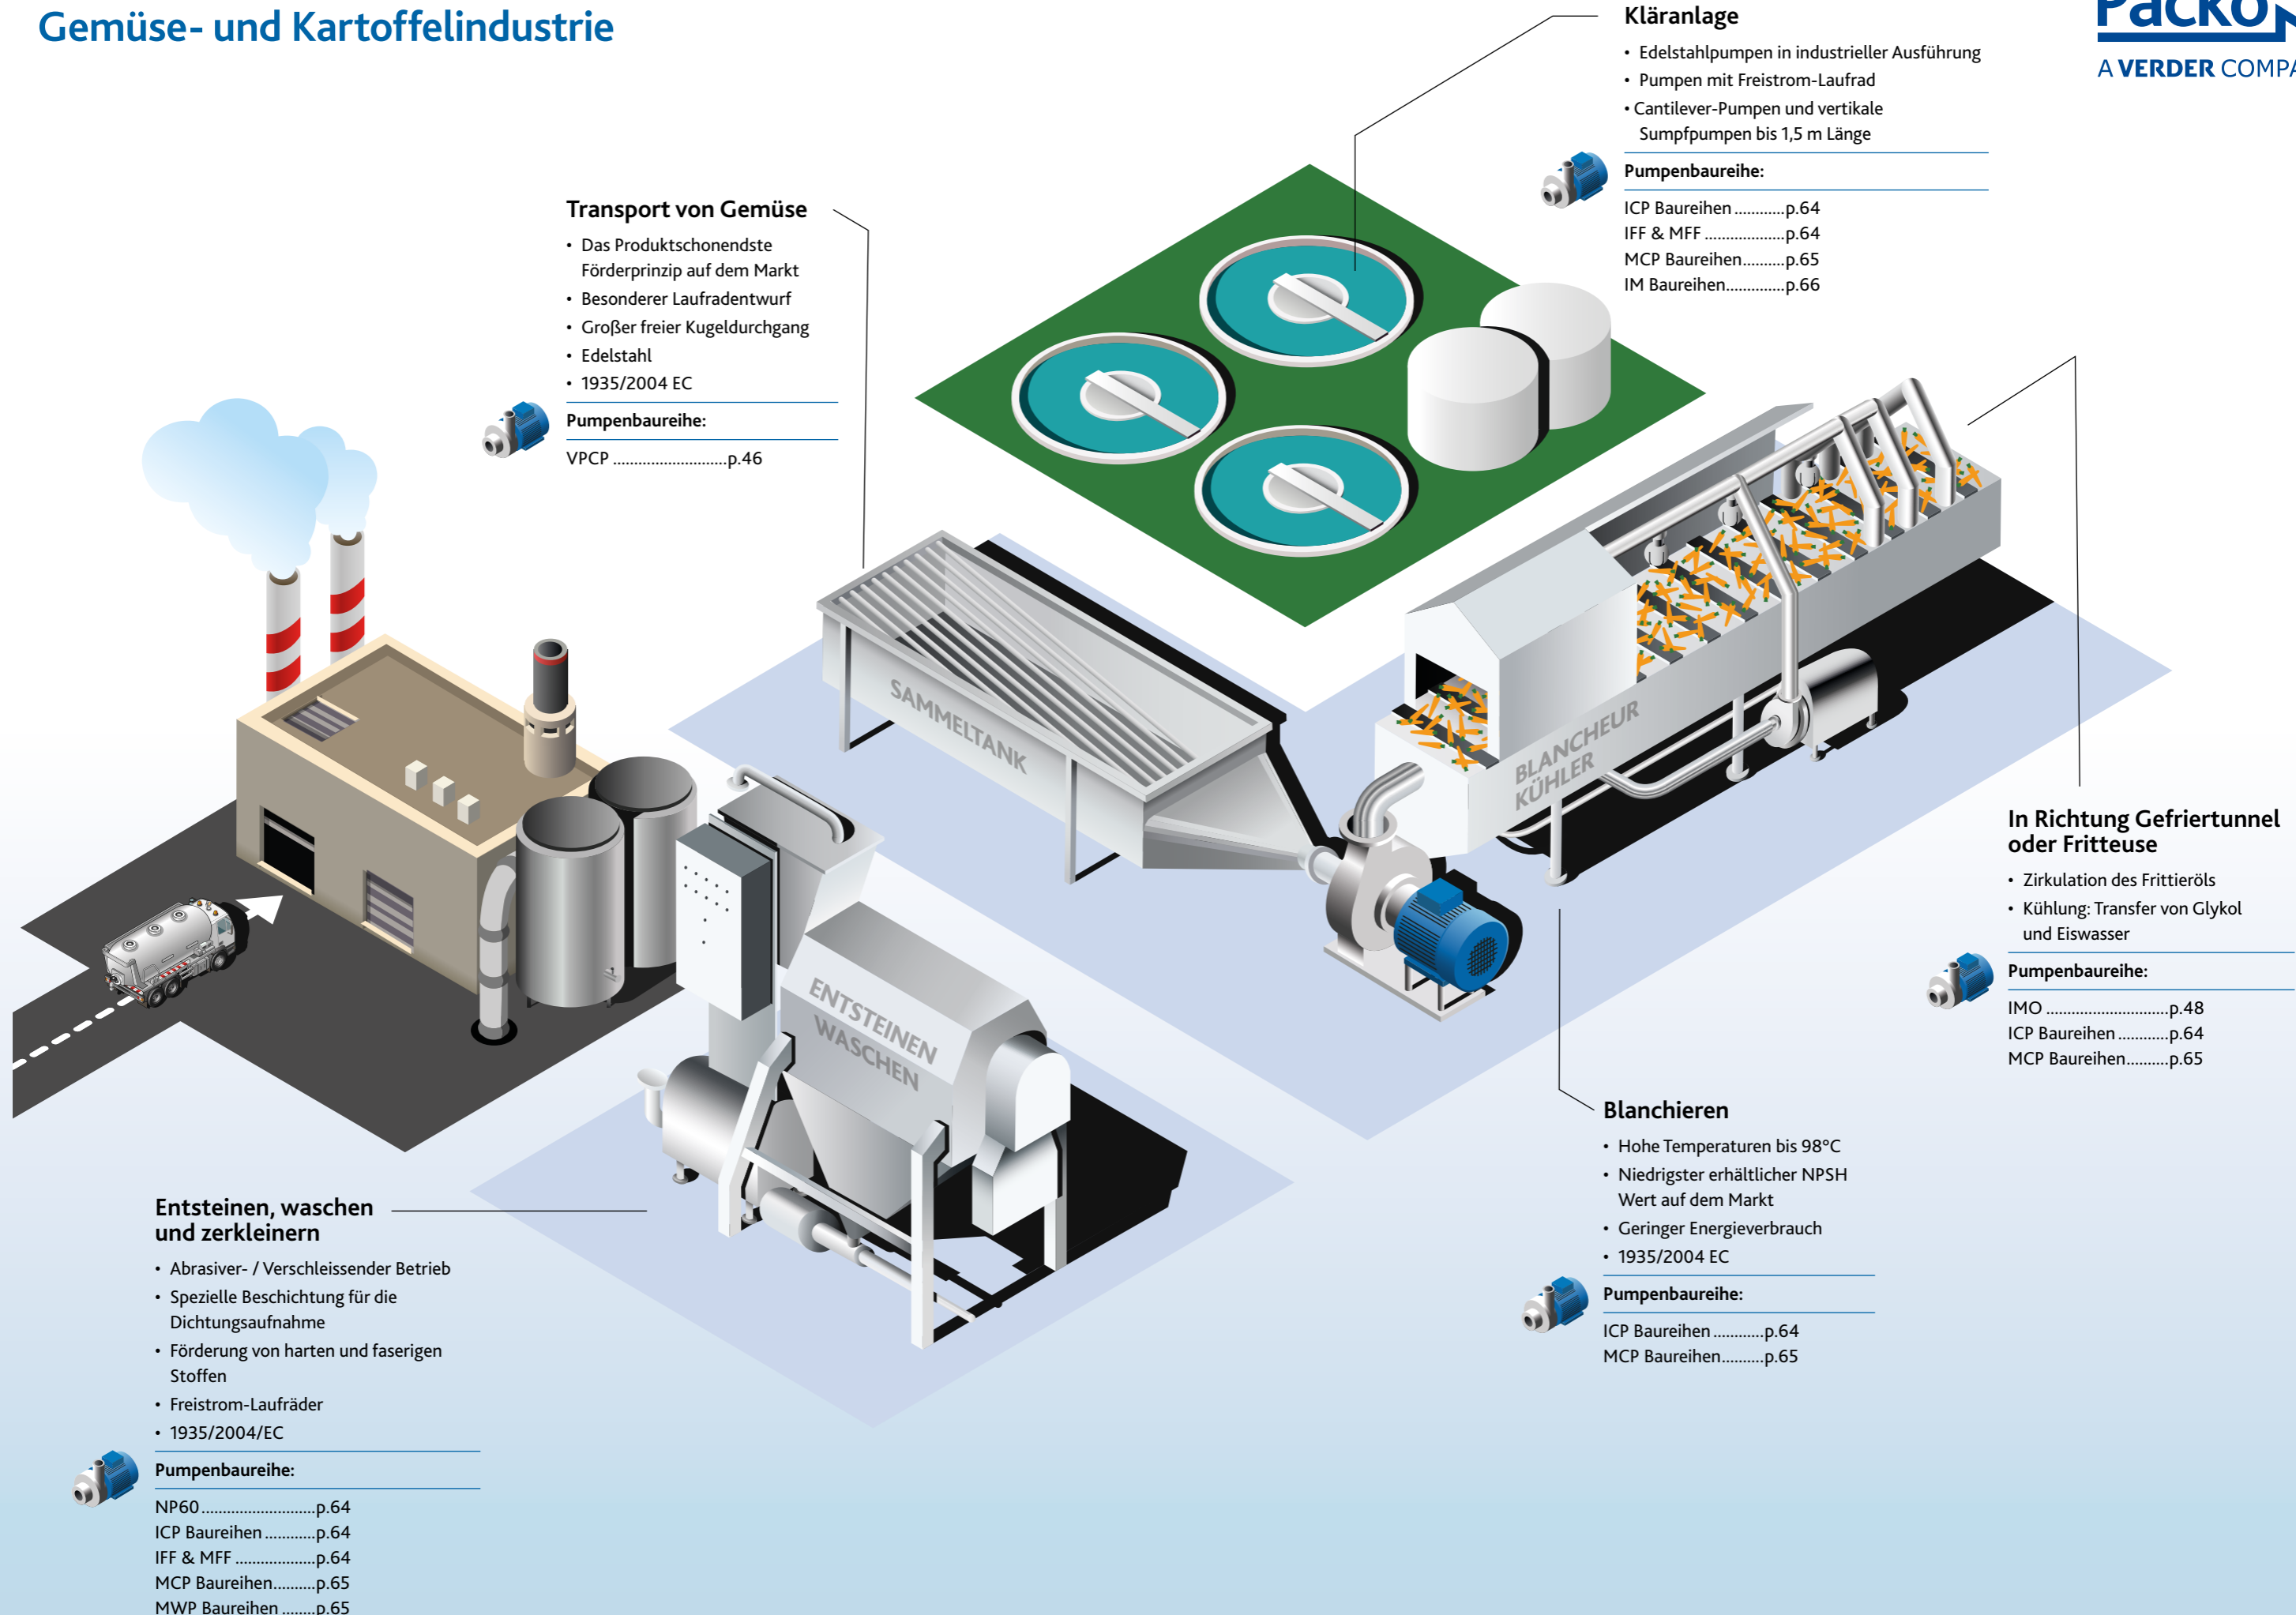 Gemüse- und Kartoffelindustrie
Packo
A VERDER COMPA
Kläranlage
• Edelstahlpumpen in industrieller Ausführung
• Pumpen mit Freistrom-Laufrad
• Cantilever-Pumpen und vertikale
Sumpfpumpen bis 1,5 m Länge
Pumpenbaureihe:
ICP Baureihen ............p.64
IFF & MFF ...................p.64
MCP Baureihen..........p.65
IM Baureihen..............p.66
Transport von Gemüse
• Das Produktschonendste
Förderprinzip auf dem Markt
• Besonderer Laufradentwurf
• Großer freier Kugeldurchgang
• Edelstahl
• 1935/2004 EC
Pumpenbaureihe:
VPCP ...........................p.46
SAMMELTANK
BLANCHEUR
KÜHLER
ENTSTEINEN
WASCHEN
In Richtung Gefriertunnel
oder Fritteuse
• Zirkulation des Frittieröls
• Kühlung: Transfer von Glykol
und Eiswasser
Pumpenbaureihe:
IMO .............................p.48
ICP Baureihen ............p.64
MCP Baureihen..........p.65
Blanchieren
• Hohe Temperaturen bis 98°C
• Niedrigster erhältlicher NPSH
Wert auf dem Markt
• Geringer Energieverbrauch
• 1935/2004 EC
Pumpenbaureihe:
ICP Baureihen ............p.64
MCP Baureihen..........p.65
Entsteinen, waschen
und zerkleinern
• Abrasiver- / Verschleissender Betrieb
• Spezielle Beschichtung für die
Dichtungsaufnahme
• Förderung von harten und faserigen
Stoffen
• Freistrom-Laufräder
• 1935/2004/EC
Pumpenbaureihe:
NP60 ...........................p.64
ICP Baureihen ............p.64
IFF & MFF ...................p.64
MCP Baureihen..........p.65
MWP Baureihen ........p.65